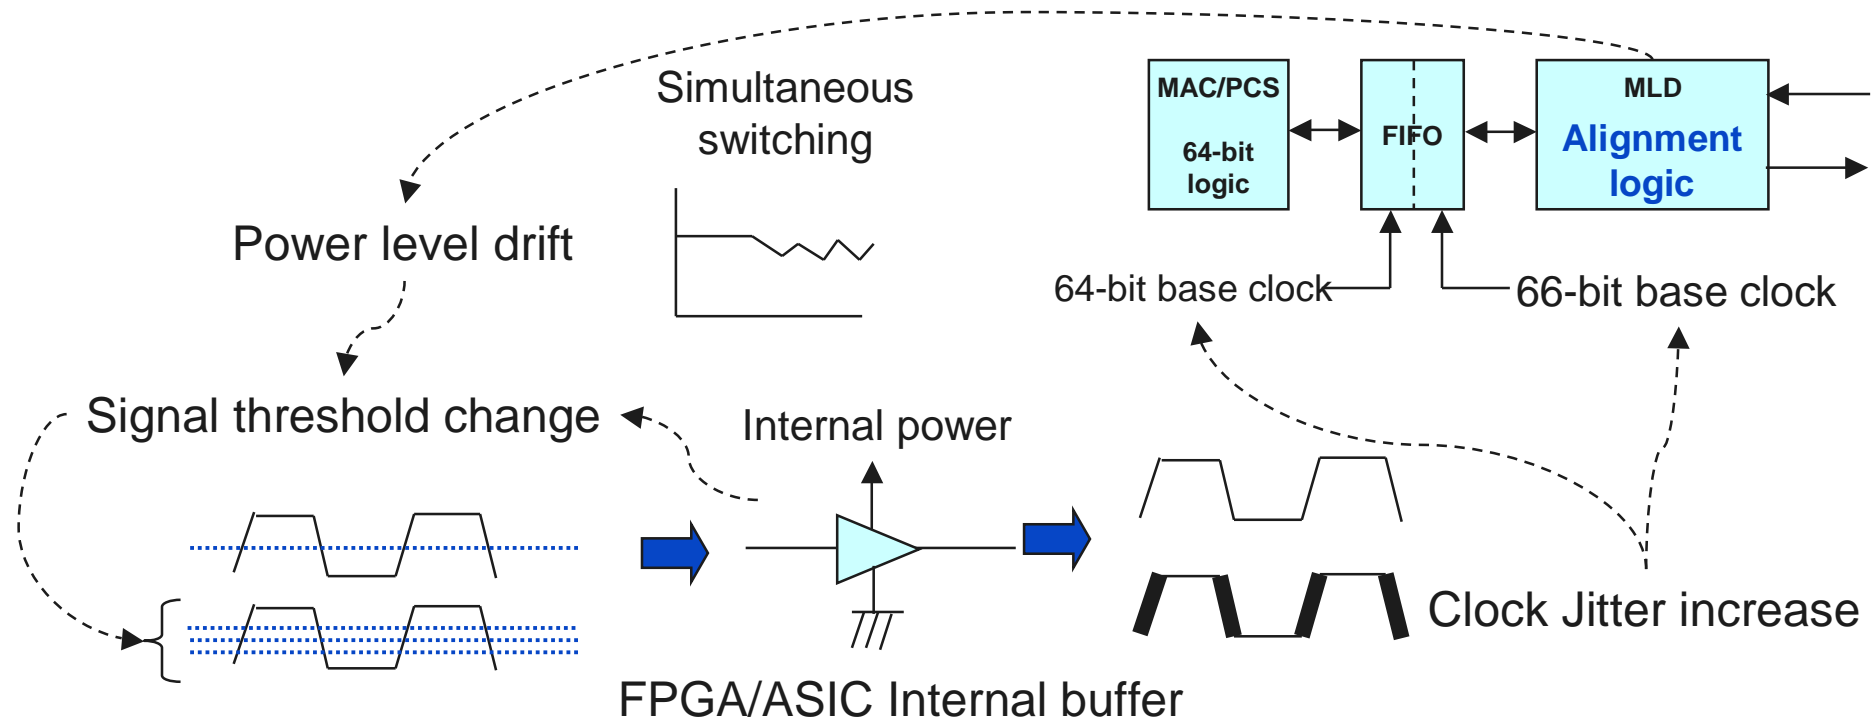 Simultaneous
switching
MAC/PCS
64-bit
logic
FIFO
MLD
Alignment
logic
Power level drift
64-bit base clock
66-bit base clock
Signal threshold change
Internal power
Clock Jitter increase
FPGA/ASIC Internal buffer